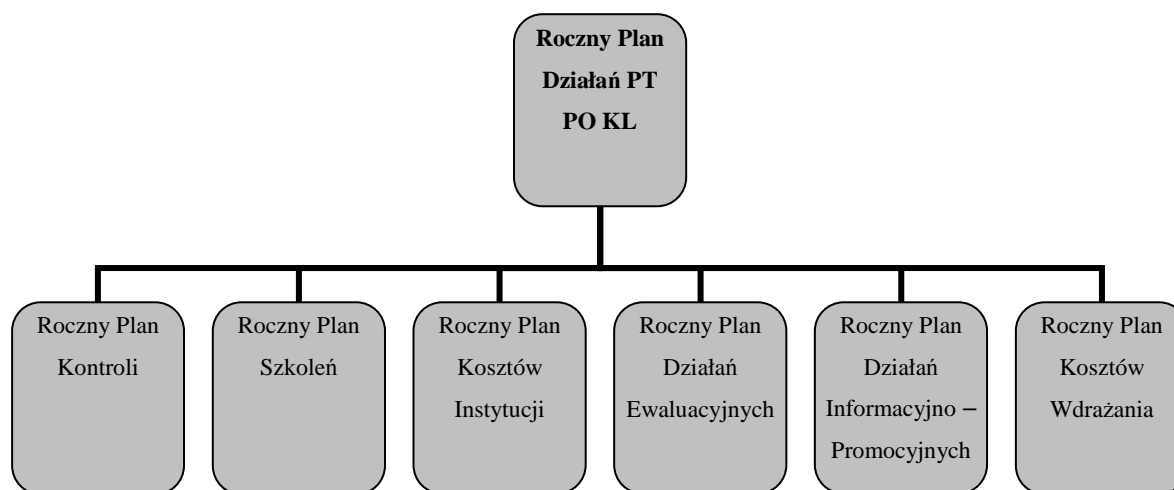 Roczny Plan
Działań PT
PO KL
Roczny Plan
Kontroli
Roczny Plan
Szkoleń
Roczny Plan
Kosztów
Instytucji
Roczny Plan
Działań
Ewaluacyjnych
Roczny Plan
Działań
Informacyjno –
Promocyjnych
Roczny Plan
Kosztów
Wdrażania